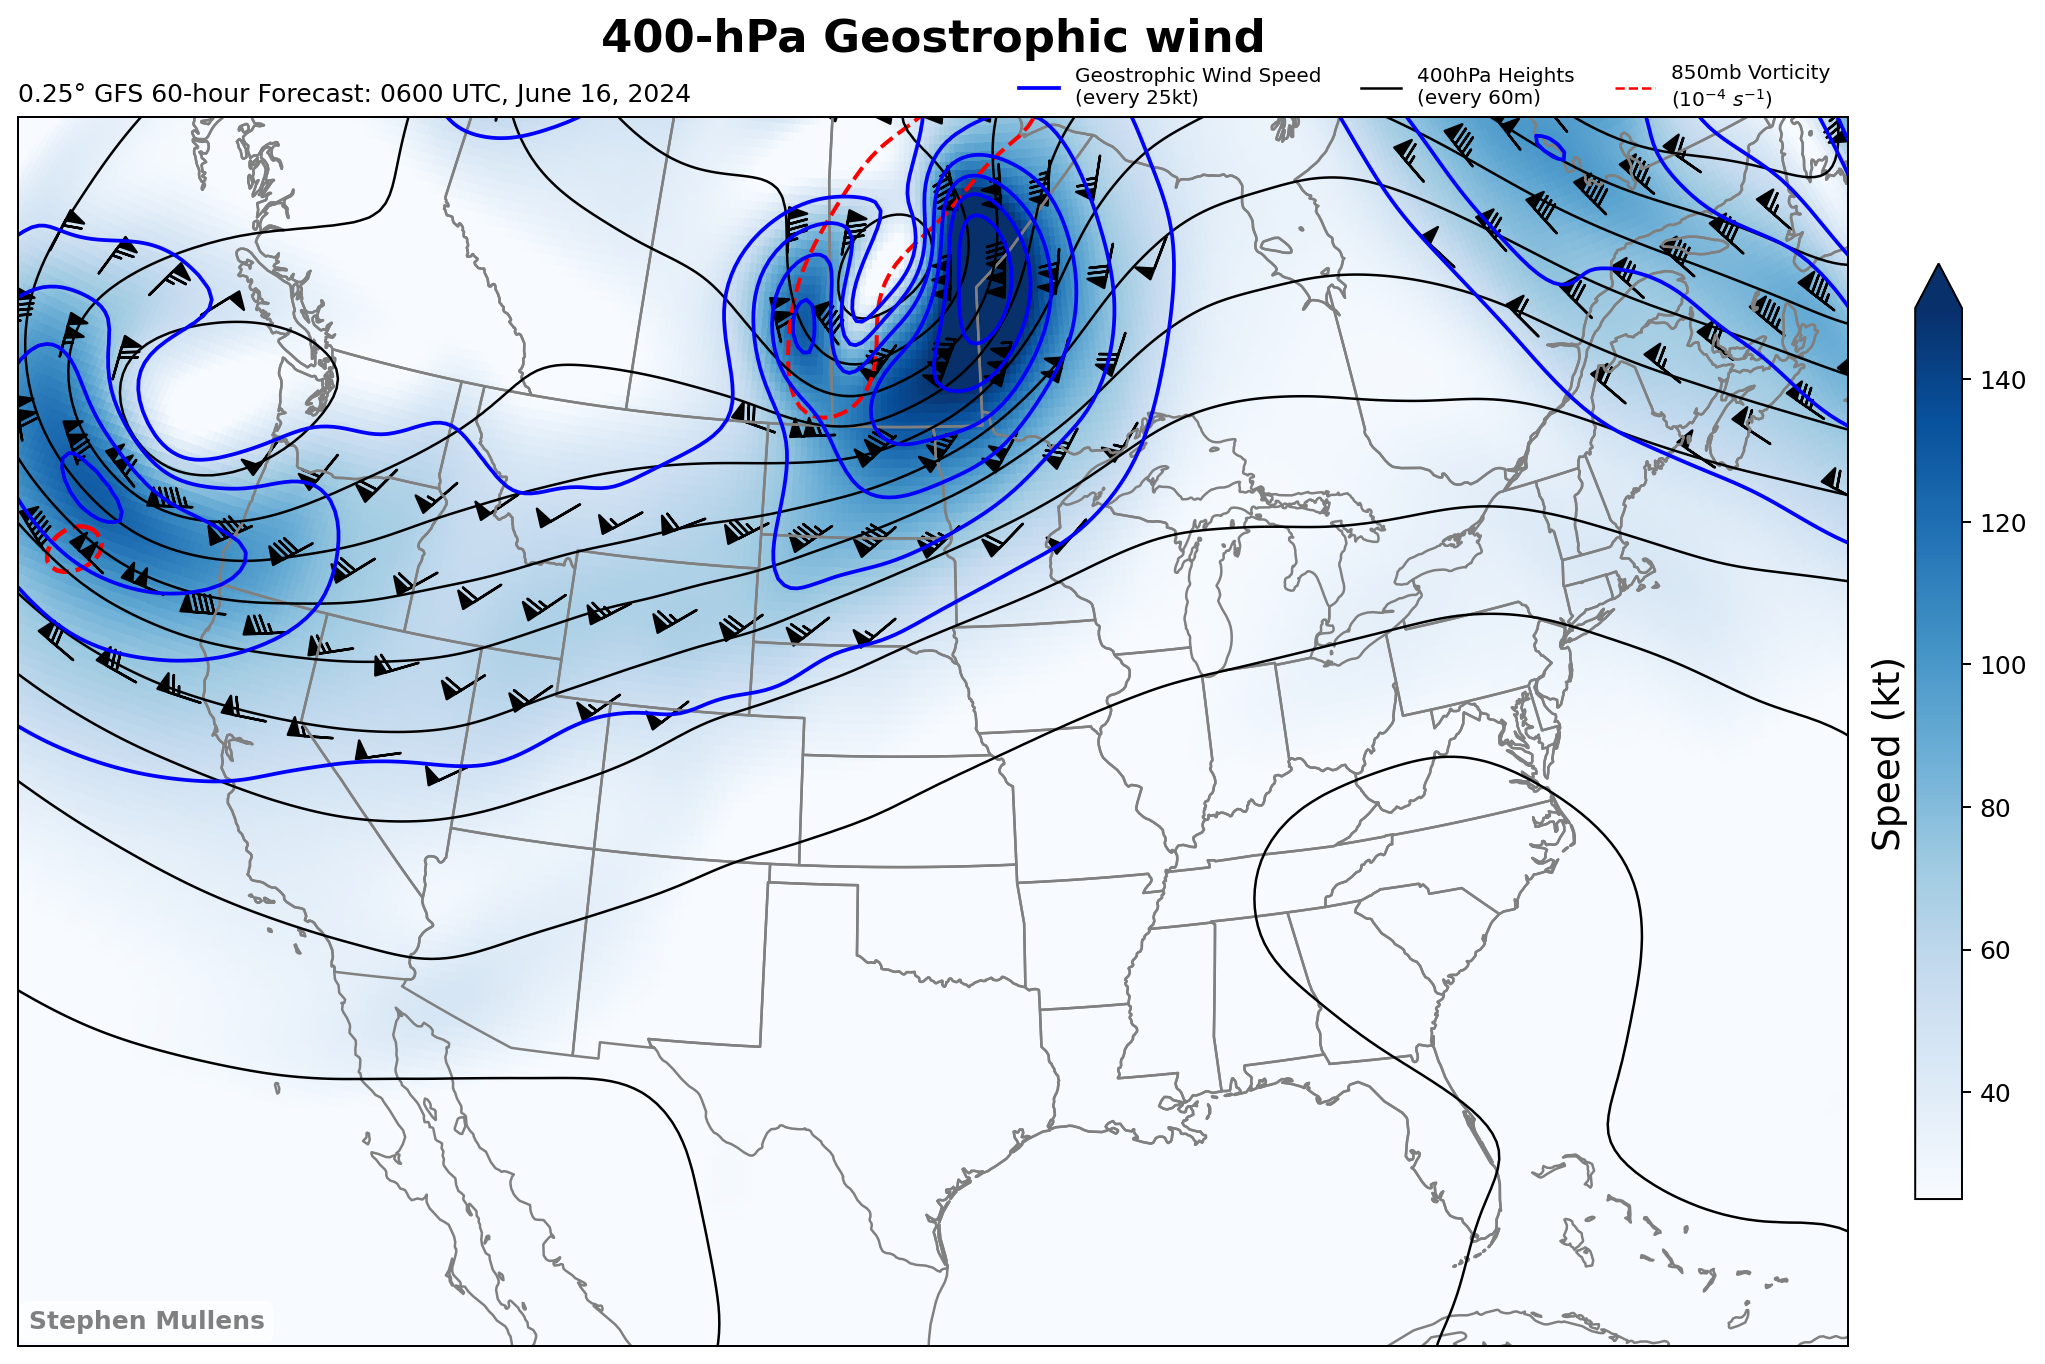 400-hPa Geostrophic wind
0.25° GFS 60-hour Forecast: 0600 UTC, June 16, 2024
Geostrophic Wind Speed
(every 25kt)
400hPa Heights
(every 60m)
850mb Vorticity
(10⁻⁴ s⁻¹)
140
120
100
80
60
40
Speed (kt)
Stephen Mullens